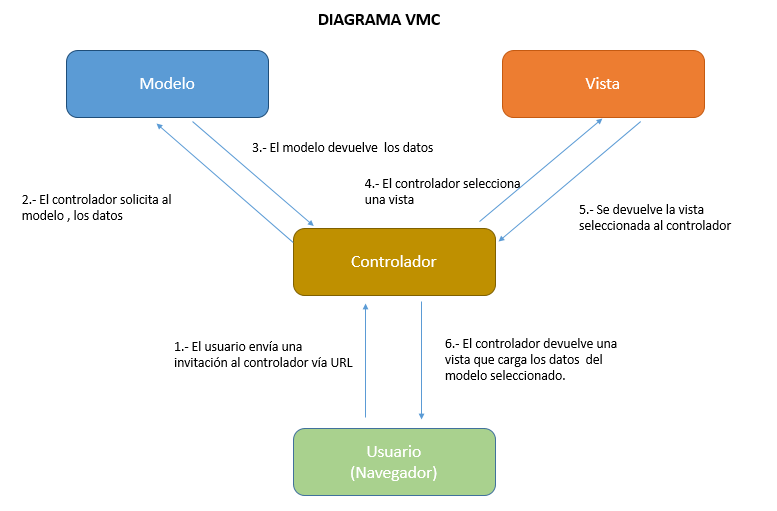 DIAGRAMA VMC
Modelo
Vista
3.- El modelo devuelve  los datos
4.- El controlador selecciona
una vista
2.- El controlador solicita al
modelo , los datos
5.- Se devuelve la vista
seleccionada al controlador
Controlador
1.- El usuario envía una
invitación al controlador vía URL
6.- El controlador devuelve una
vista que carga los datos  del
modelo seleccionado.
Usuario
(Navegador)